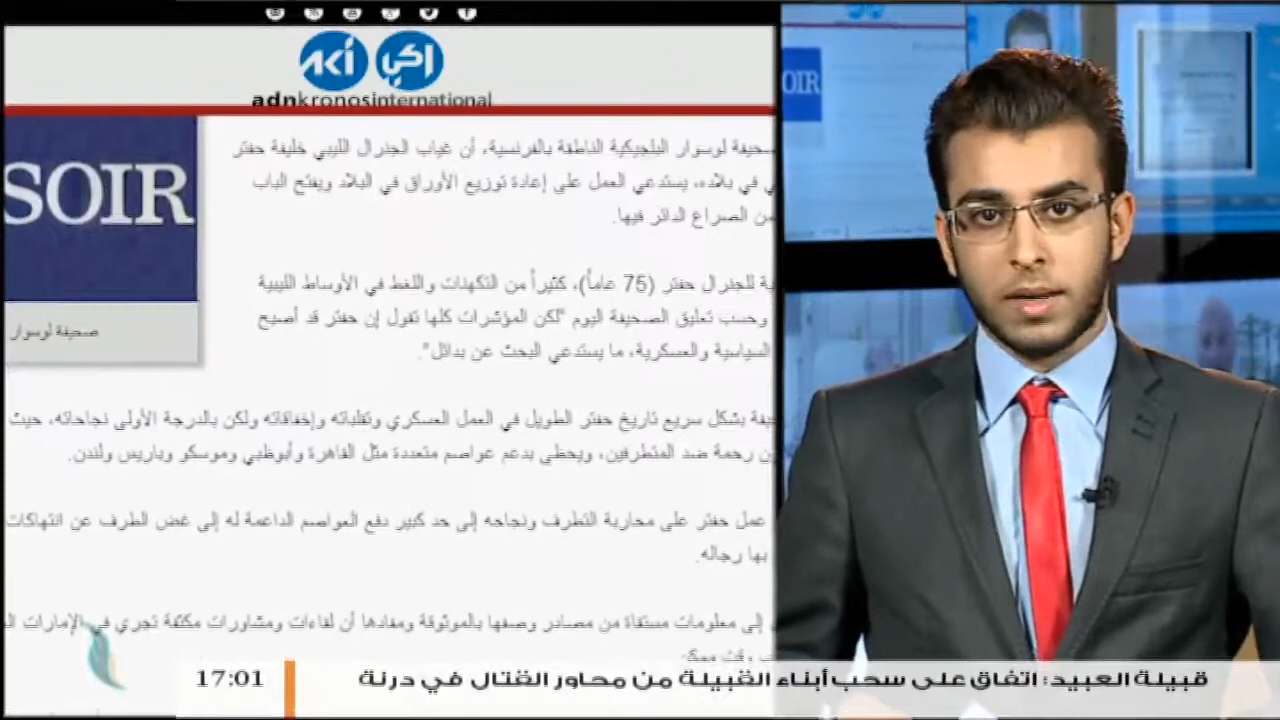 AKI اكي
adnkronosinternational
SOIR
صحيفة لوسوار
صحيفة لوسوار البلجيكية الناطقة بالفرنسية، أن غياب الجنرال الليبي خليفة حفتر
في بلاده، يستدعي العمل على إعادة توزيع الأوراق في البلاد ويفتح الباب
من الصراع الدائر فيها.
للجنرال حفتر (75 عاماً)، كثيراً من التكهنات واللغط في الأوساط الليبية
وحسب تعليق الصحيفة اليوم "لكن المؤشرات كلها تقول إن حفتر قد أصبح
السياسية والعسكرية، ما يستدعي البحث عن بدائل".
بشكل سريع تاريخ حفتر الطويل في العمل العسكري وتقلباته وإخفاقاته ولكن بالدرجة الأولى نجاحاته، حيث
رحمة ضد المتطرفين، ويحظى بدعم عواصم متعددة مثل القاهرة وأبوظبي وموسكو وباريس ولندن.
عمل حفتر على محاربة التطرف ونجاحه إلى حد كبير دفع العواصم الداعمة له إلى غض الطرف عن انتهاكات
بها رجاله.
إلى معلومات مستقاة من مصادر وصفها بالموثوقة ومفادها أن لقاءات ومشاورات مكثفة تجري في الإمارات
وقت ممكن
OIR
قبيلة العبيد: اتفاق على سحب أبناء القبيلة من محاور القتال في درنة
17:01